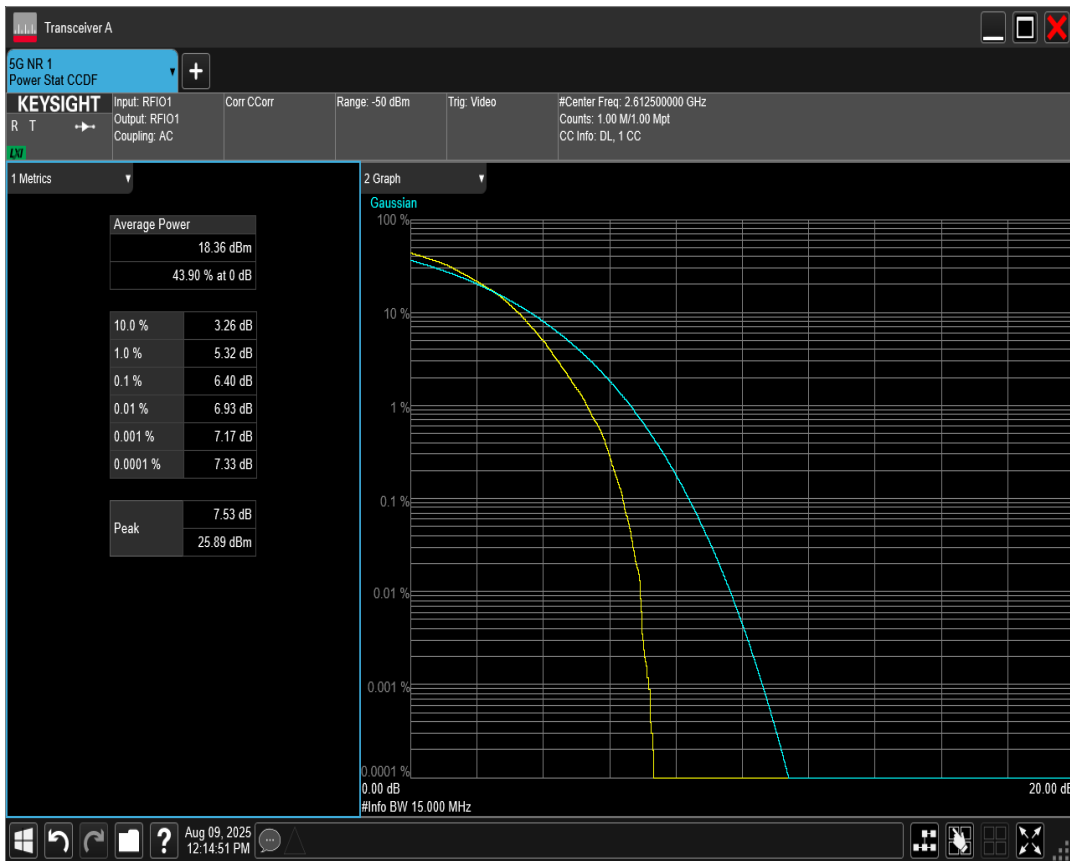 Transceiver A
5G NR 1
Power Stat CCDF
+
KEYSIGHT
R T
LXI
Input: RFIO1
Output: RFIO1
Coupling: AC
Corr CCorr
Range: -50 dBm
Trig: Video
#Center Freq: 2.612500000 GHz
Counts: 1.00 M/1.00 Mpt
CC Info: DL, 1 CC
1 Metrics
Average Power
18.36 dBm
43.90 % at 0 dB
10.0 % 3.26 dB
1.0 % 5.32 dB
0.1 % 6.40 dB
0.01 % 6.93 dB
0.001 % 7.17 dB
0.0001 % 7.33 dB
Peak 7.53 dB
25.89 dBm
2 Graph
Gaussian
100 %
10 %
1 %
0.1 %
0.01 %
0.001 %
0.0001 %
0.00 dB 20.00 dB
#Info BW 15.000 MHz
? Aug 09, 2025
12:14:51 PM